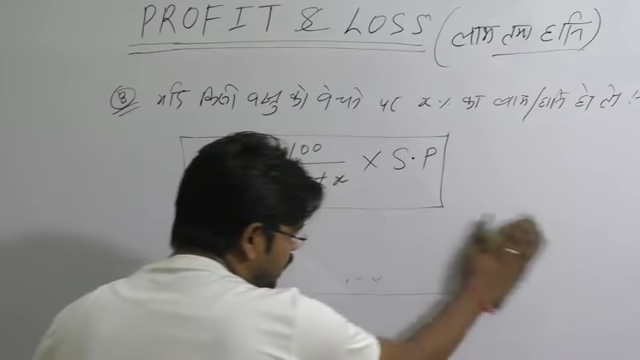 PROFIT & LOSS (लाभ तथा हानि)
(8) यदि किसी वस्तु को बेचने पर x% का लाभ/हानि हो तो
100
+ x × S.P